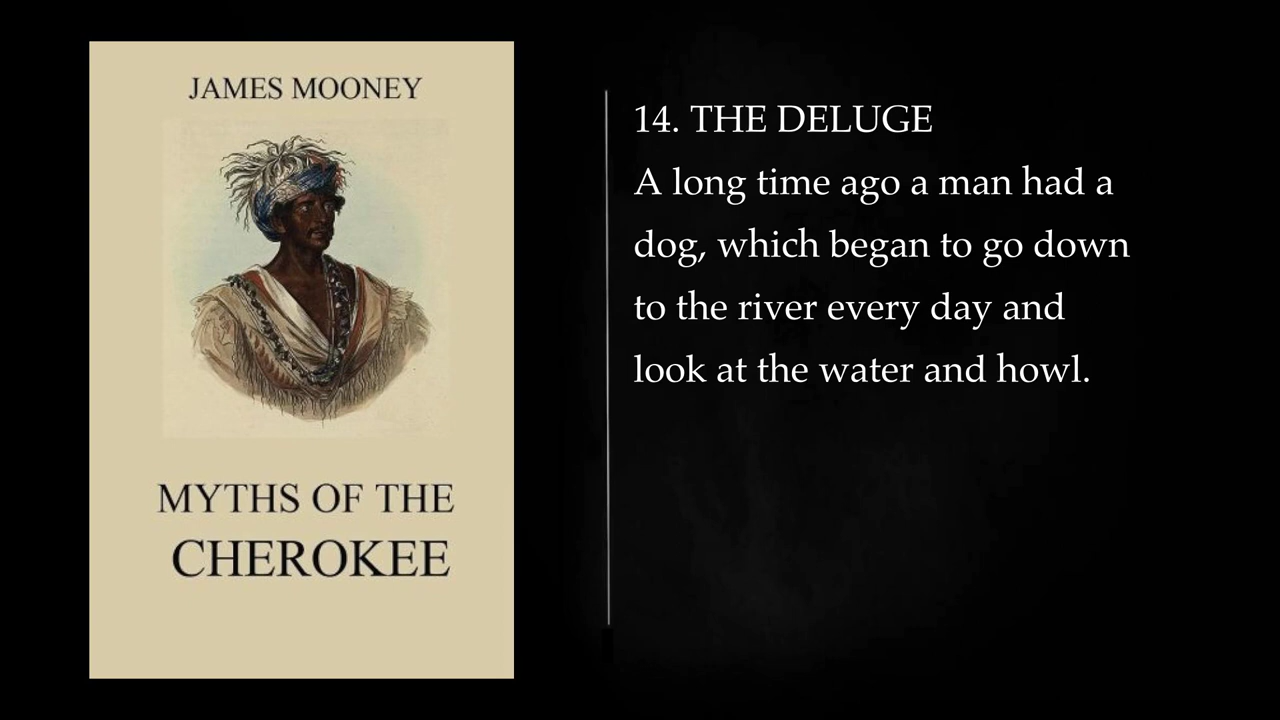 JAMES MOONEY
MYTHS OF THE
CHEROKEE
14. THE DELUGE
A long time ago a man had a
dog, which began to go down
to the river every day and
look at the water and howl.